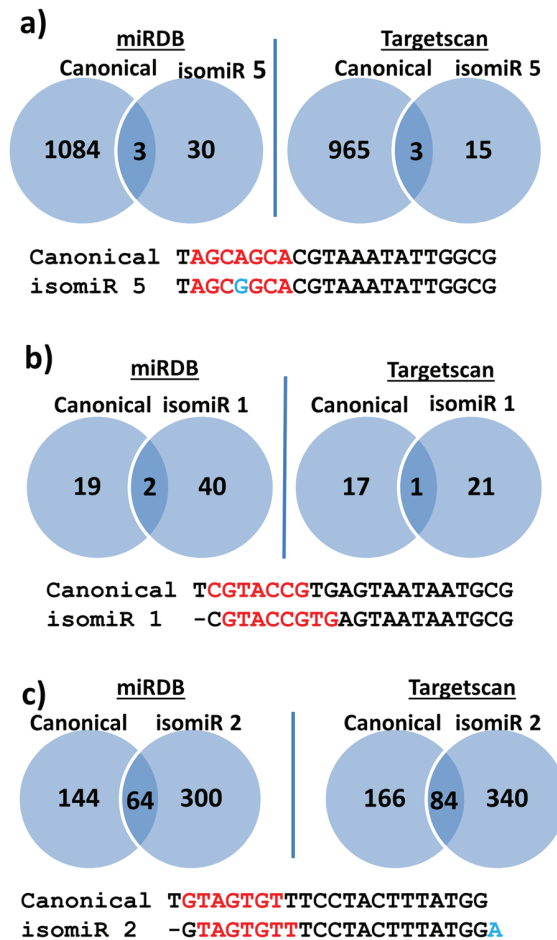 a)
miRDB Targetscan
Canonical isomiR 5 Canonical isomiR 5
1084 3 30 965 3 15
Canonical TAGCAGCACGTAAATATTGGCG
isomiR 5 TAGCGGCACGTAAATATTGGCG
b)
miRDB Targetscan
Canonical isomiR 1 Canonical isomiR 1
19 2 40 17 1 21
Canonical TCGTACCGTGAGTAATAATGCG
isomiR 1 -CGTACCGTGAGTAATAATGCG
c)
miRDB Targetscan
Canonical isomiR 2 Canonical isomiR 2
144 64 300 166 84 340
Canonical TGTAGTGTTTCCTACTTTATGG
isomiR 2 -GTAGTGTTTCCTACTTTATGGA